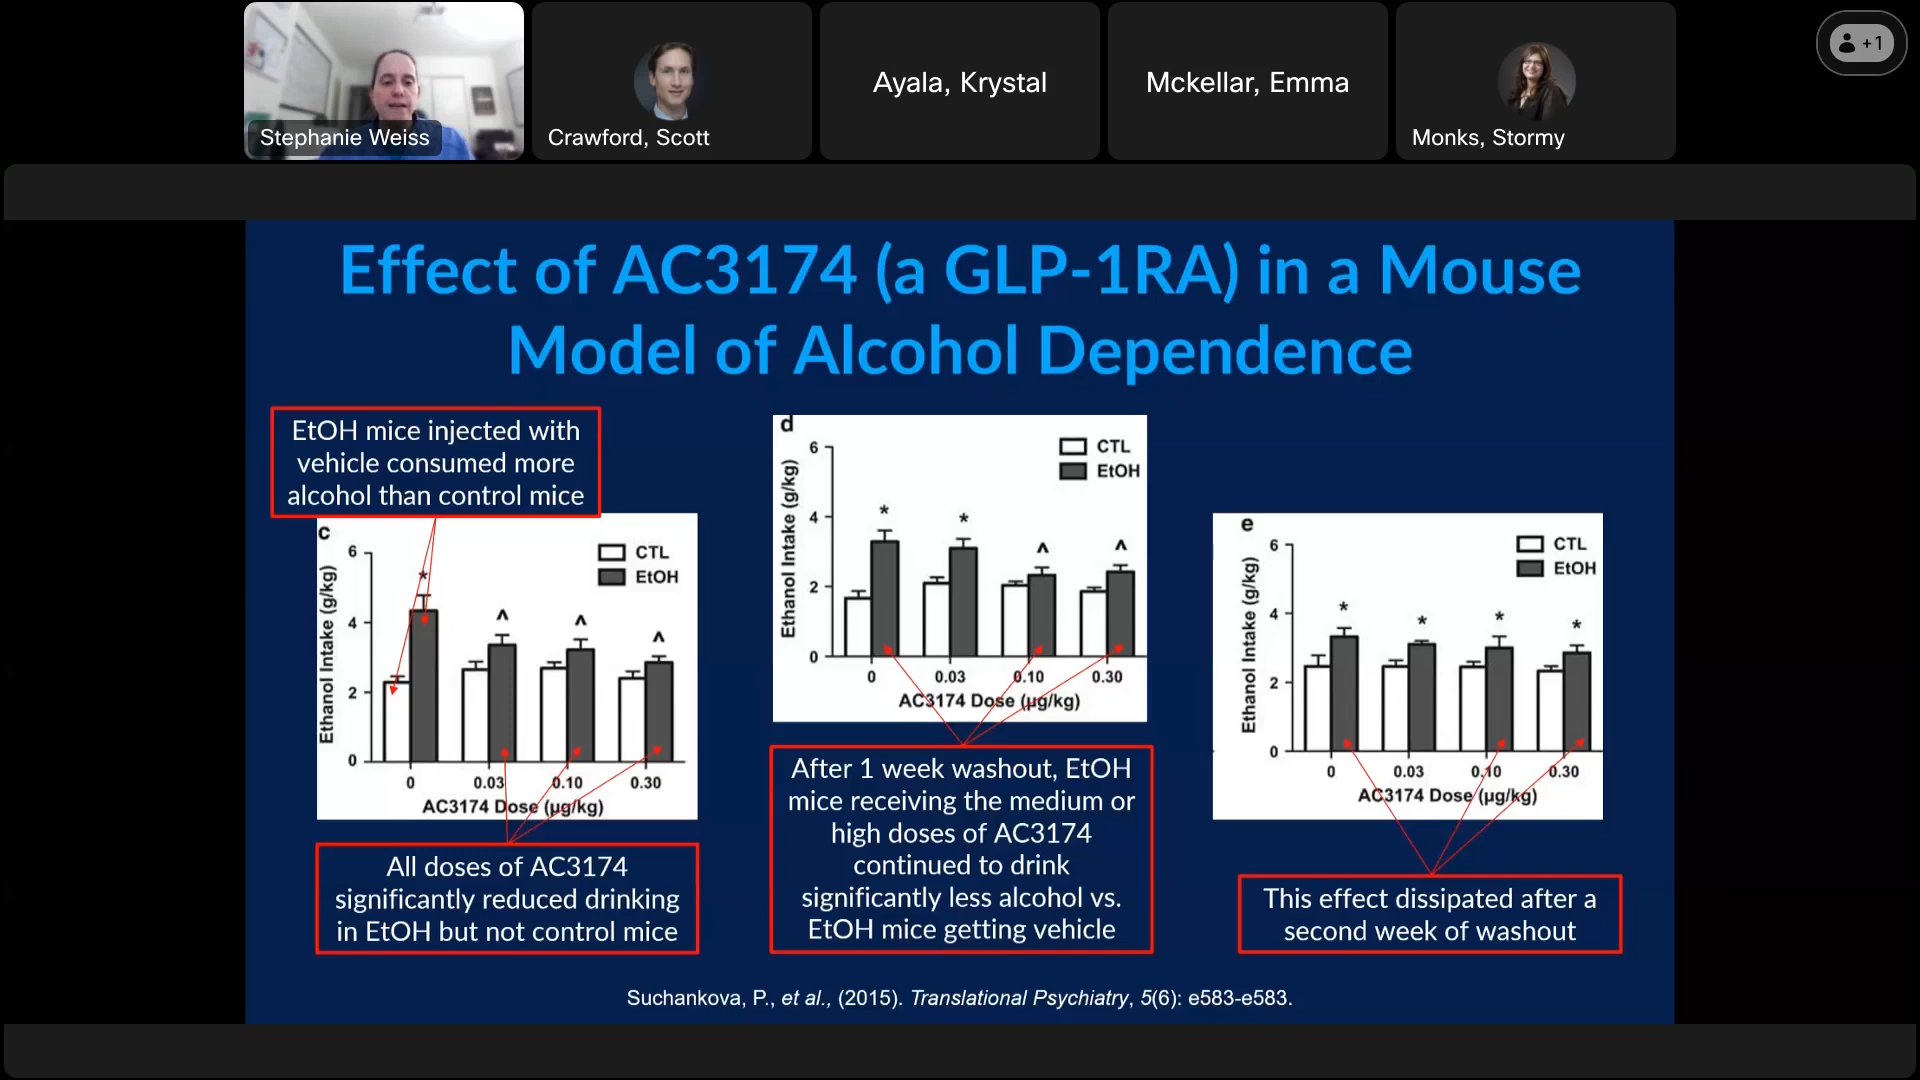 Stephanie Weiss
Crawford, Scott
Ayala, Krystal
Mckellar, Emma
Monks, Stormy
+1
Effect of AC3174 (a GLP-1RA) in a Mouse
Model of Alcohol Dependence
EtOH mice injected with
vehicle consumed more
alcohol than control mice
c
CTL
EtOH
Ethanol Intake (g/kg)
6
4
2
0
*
^
^
^
0 0.03 0.10 0.30
AC3174 Dose (µg/kg)
All doses of AC3174
significantly reduced drinking
in EtOH but not control mice
d
CTL
EtOH
Ethanol Intake (g/kg)
6
4
2
0
*
*
^
^
0 0.03 0.10 0.30
AC3174 Dose (µg/kg)
After 1 week washout, EtOH
mice receiving the medium or
high doses of AC3174
continued to drink
significantly less alcohol vs.
EtOH mice getting vehicle
e
CTL
EtOH
Ethanol Intake (g/kg)
6
4
2
0
*
*
*
*
0 0.03 0.10 0.30
AC3174 Dose (µg/kg)
This effect dissipated after a
second week of washout
Suchankova, P., et al., (2015). Translational Psychiatry, 5(6): e583-e583.